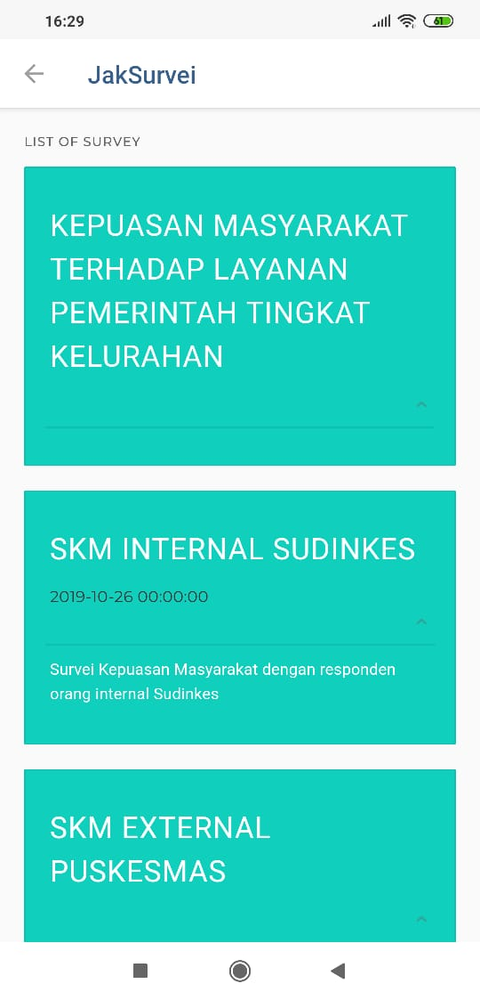 16:29
61
JakSurvei
LIST OF SURVEY
KEPUASAN MASYARAKAT
TERHADAP LAYANAN
PEMERINTAH TINGKAT
KELURAHAN
SKM INTERNAL SUDINKES
2019-10-26 00:00:00
Survei Kepuasan Masyarakat dengan responden
orang internal Sudinkes
SKM EXTERNAL
PUSKESMAS